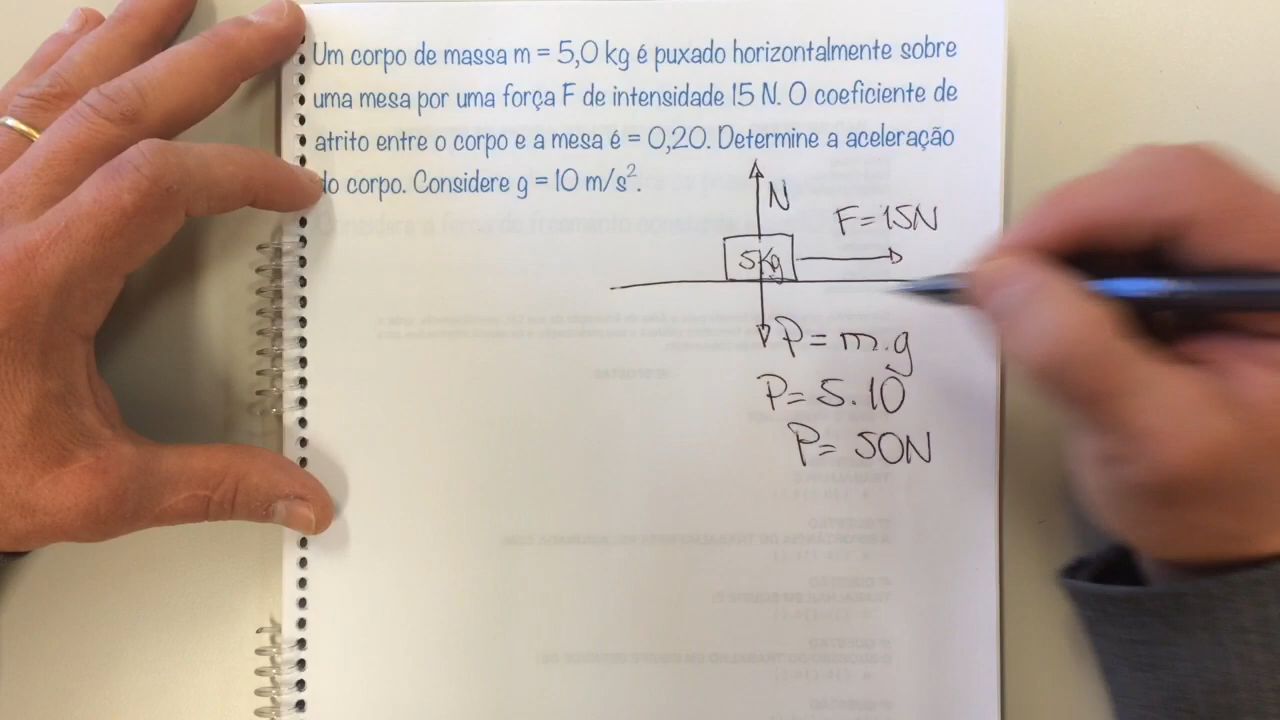 Um corpo de massa m = 5,0 kg é puxado horizontalmente sobre
uma mesa por uma força F de intensidade 15 N. O coeficiente de
atrito entre o corpo e a mesa é = 0,20. Determine a aceleração
do corpo. Considere g = 10 m/s².
N
F=15N
5Kg
P= m.g
P= 5.10
P= 50N